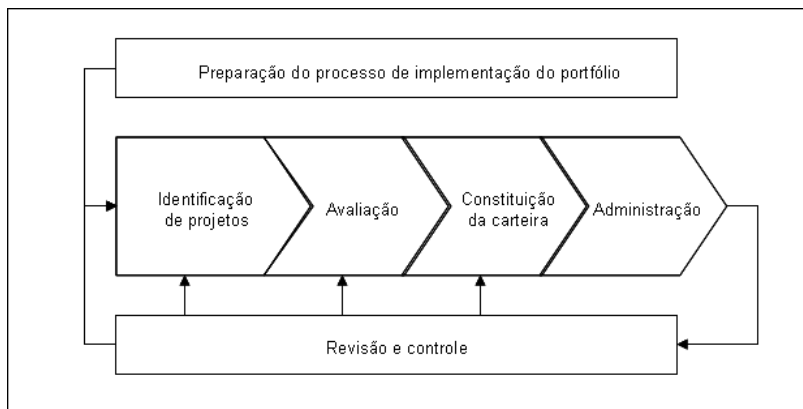 Preparação do processo de implementação do portfólio
Identificação
de projetos
Avaliação
Constituição
da carteira
Administração
Revisão e controle